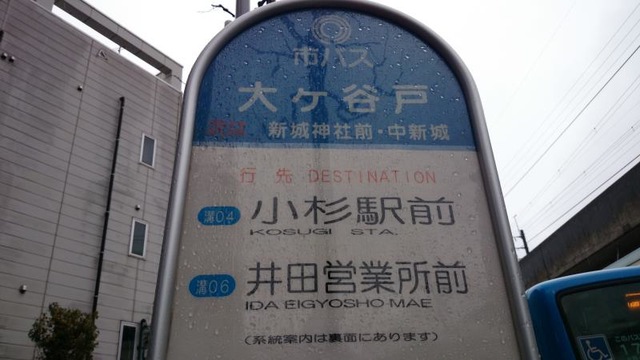 市バス
大ヶ谷戸
新城神社前・中新城
行先 DESTINATION
溝04 小杉駅前
KOSUGI STA.
溝06 井田営業所前
IDA EIGYOSHO MAE
(系統案内は裏面にあります)